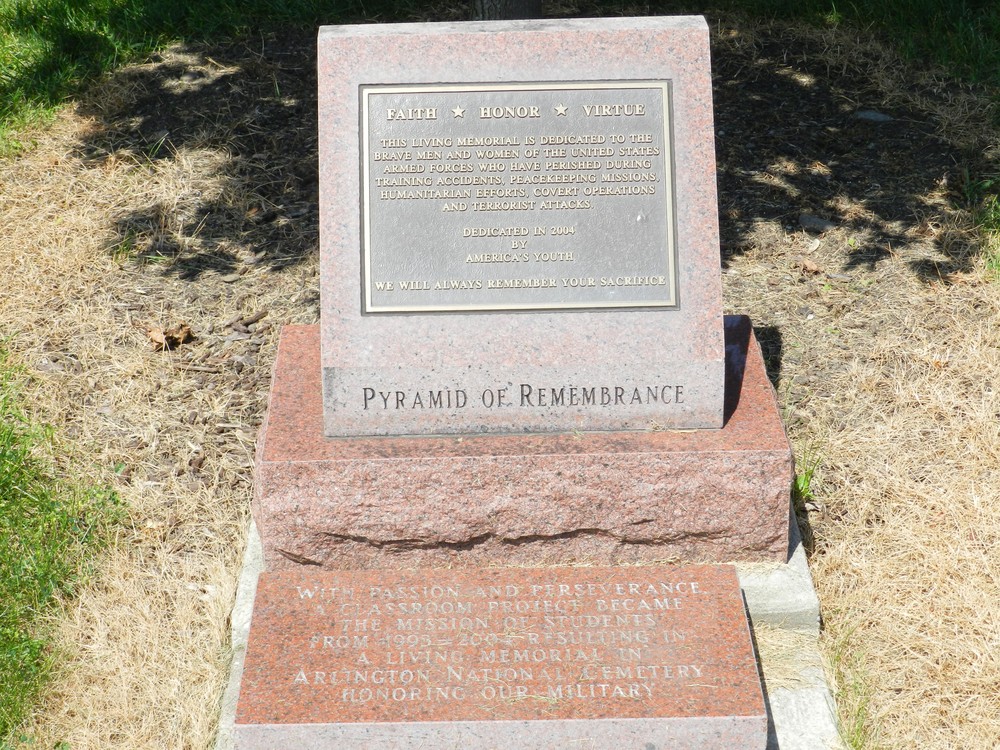 FAITH ★ HONOR ★ VIRTUE
THIS LIVING MEMORIAL IS DEDICATED TO THE
BRAVE MEN AND WOMEN OF THE UNITED STATES
ARMED FORCES WHO HAVE PERISHED DURING
TRAINING ACCIDENTS, PEACEKEEPING MISSIONS,
HUMANITARIAN EFFORTS, COVERT OPERATIONS
AND TERRORIST ATTACKS.
DEDICATED IN 2004
BY
AMERICA'S YOUTH
WE WILL ALWAYS REMEMBER YOUR SACRIFICE
PYRAMID OF REMEMBRANCE
WITH PASSION AND PERSEVERANCE,
A CLASSROOM PROJECT BECAME
THE MISSION OF STUDENTS
FROM RESULTING IN
A LIVING MEMORIAL IN
ARLINGTON NATIONAL CEMETERY
HONORING OUR MILITARY